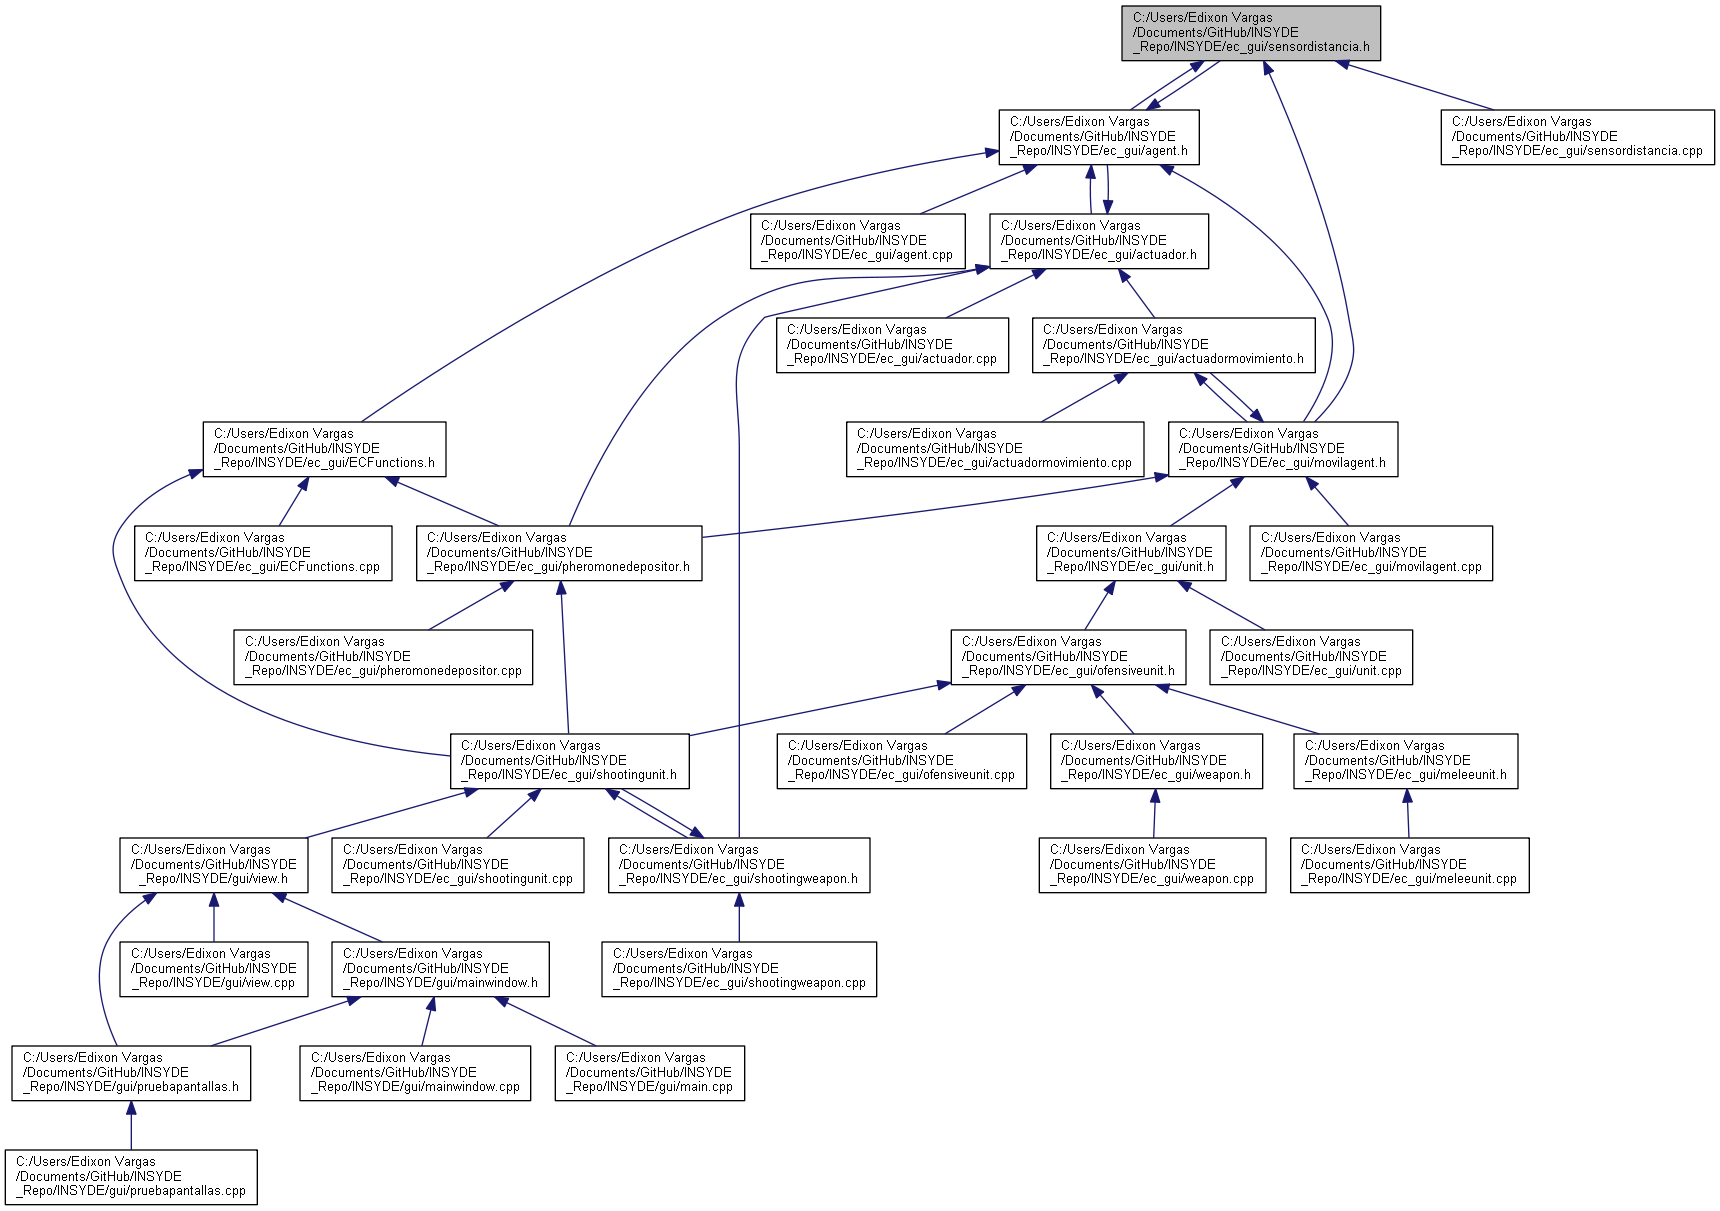 C:/Users/Edixon Vargas
/Documents/GitHub/INSYDE
_Repo/INSYDE/ec_gui/sensordistancia.h
C:/Users/Edixon Vargas
/Documents/GitHub/INSYDE
_Repo/INSYDE/ec_gui/agent.h
C:/Users/Edixon Vargas
/Documents/GitHub/INSYDE
_Repo/INSYDE/ec_gui/sensordistancia.cpp
C:/Users/Edixon Vargas
/Documents/GitHub/INSYDE
_Repo/INSYDE/ec_gui/agent.cpp
C:/Users/Edixon Vargas
/Documents/GitHub/INSYDE
_Repo/INSYDE/ec_gui/actuador.h
C:/Users/Edixon Vargas
/Documents/GitHub/INSYDE
_Repo/INSYDE/ec_gui/actuador.cpp
C:/Users/Edixon Vargas
/Documents/GitHub/INSYDE
_Repo/INSYDE/ec_gui/actuadormovimiento.h
C:/Users/Edixon Vargas
/Documents/GitHub/INSYDE
_Repo/INSYDE/ec_gui/ECFunctions.h
C:/Users/Edixon Vargas
/Documents/GitHub/INSYDE
_Repo/INSYDE/ec_gui/actuadormovimiento.cpp
C:/Users/Edixon Vargas
/Documents/GitHub/INSYDE
_Repo/INSYDE/ec_gui/movilagent.h
C:/Users/Edixon Vargas
/Documents/GitHub/INSYDE
_Repo/INSYDE/ec_gui/ECFunctions.cpp
C:/Users/Edixon Vargas
/Documents/GitHub/INSYDE
_Repo/INSYDE/ec_gui/pheromonedepositor.h
C:/Users/Edixon Vargas
/Documents/GitHub/INSYDE
_Repo/INSYDE/ec_gui/unit.h
C:/Users/Edixon Vargas
/Documents/GitHub/INSYDE
_Repo/INSYDE/ec_gui/movilagent.cpp
C:/Users/Edixon Vargas
/Documents/GitHub/INSYDE
_Repo/INSYDE/ec_gui/pheromonedepositor.cpp
C:/Users/Edixon Vargas
/Documents/GitHub/INSYDE
_Repo/INSYDE/ec_gui/ofensiveunit.h
C:/Users/Edixon Vargas
/Documents/GitHub/INSYDE
_Repo/INSYDE/ec_gui/unit.cpp
C:/Users/Edixon Vargas
/Documents/GitHub/INSYDE
_Repo/INSYDE/ec_gui/shootingunit.h
C:/Users/Edixon Vargas
/Documents/GitHub/INSYDE
_Repo/INSYDE/ec_gui/ofensiveunit.cpp
C:/Users/Edixon Vargas
/Documents/GitHub/INSYDE
_Repo/INSYDE/ec_gui/weapon.h
C:/Users/Edixon Vargas
/Documents/GitHub/INSYDE
_Repo/INSYDE/ec_gui/meleeunit.h
C:/Users/Edixon Vargas
/Documents/GitHub/INSYDE
_Repo/INSYDE/gui/view.h
C:/Users/Edixon Vargas
/Documents/GitHub/INSYDE
_Repo/INSYDE/ec_gui/shootingunit.cpp
C:/Users/Edixon Vargas
/Documents/GitHub/INSYDE
_Repo/INSYDE/ec_gui/shootingweapon.h
C:/Users/Edixon Vargas
/Documents/GitHub/INSYDE
_Repo/INSYDE/ec_gui/weapon.cpp
C:/Users/Edixon Vargas
/Documents/GitHub/INSYDE
_Repo/INSYDE/ec_gui/meleeunit.cpp
C:/Users/Edixon Vargas
/Documents/GitHub/INSYDE
_Repo/INSYDE/gui/view.cpp
C:/Users/Edixon Vargas
/Documents/GitHub/INSYDE
_Repo/INSYDE/gui/mainwindow.h
C:/Users/Edixon Vargas
/Documents/GitHub/INSYDE
_Repo/INSYDE/ec_gui/shootingweapon.cpp
C:/Users/Edixon Vargas
/Documents/GitHub/INSYDE
_Repo/INSYDE/gui/pruebapantallas.h
C:/Users/Edixon Vargas
/Documents/GitHub/INSYDE
_Repo/INSYDE/gui/mainwindow.cpp
C:/Users/Edixon Vargas
/Documents/GitHub/INSYDE
_Repo/INSYDE/gui/main.cpp
C:/Users/Edixon Vargas
/Documents/GitHub/INSYDE
_Repo/INSYDE/gui/pruebapantallas.cpp